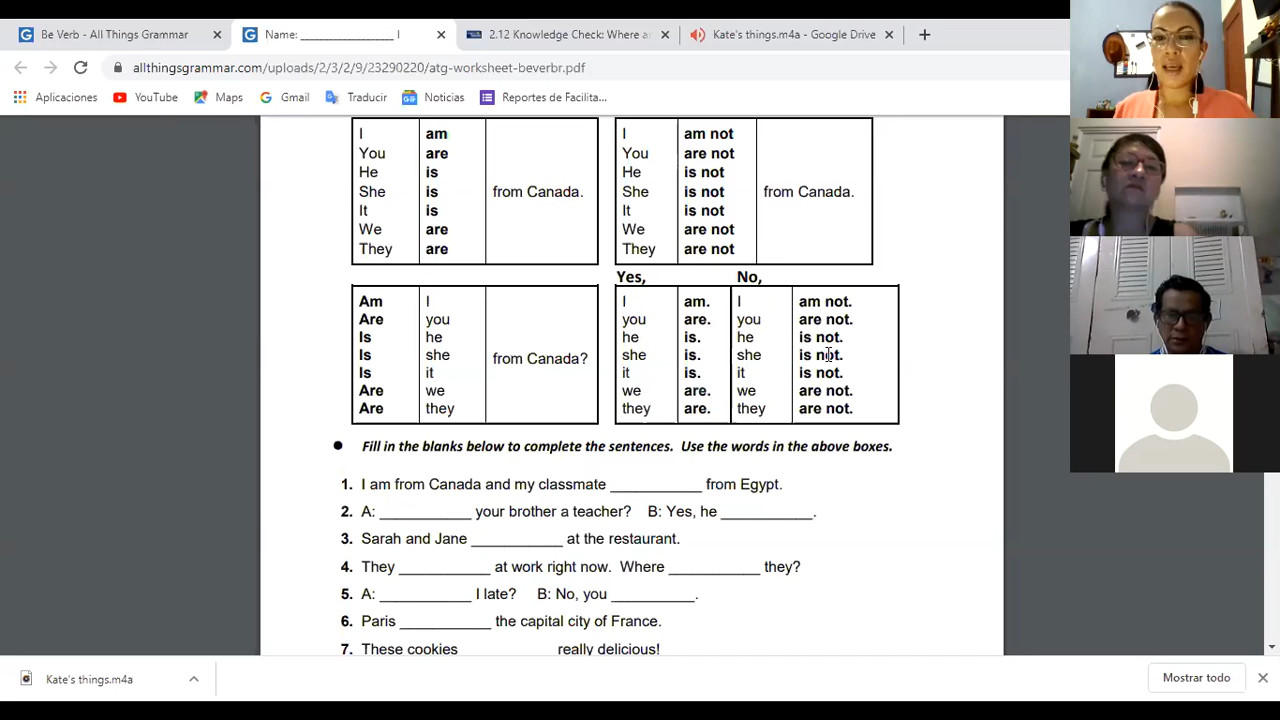 Be Verb - All Things Grammar
Name: __________________ I
2.12 Knowledge Check: Where a
Kate's things.m4a - Google Drive
allthingsgrammar.com/uploads/2/3/2/9/23290220/atg-worksheet-beverbr.pdf
Aplicaciones YouTube Maps Gmail Traducir Noticias Reportes de Facilita...
I am
You are
He is
She is
It is
We are
They are
from Canada.
I am not
You are not
He is not
She is not
It is not
We are not
They are not
from Canada.
Am I
Are you
Is he
Is she
Is it
Are we
Are they
from Canada?
Yes, No,
I am. I am not.
you are. you are not.
he is. he is not.
she is. she is not.
it is. it is not.
we are. we are not.
they are. they are not.
Fill in the blanks below to complete the sentences. Use the words in the above boxes.
1. I am from Canada and my classmate ___________ from Egypt.
2. A: ___________ your brother a teacher? B: Yes, he ___________.
3. Sarah and Jane ___________ at the restaurant.
4. They ___________ at work right now. Where ___________ they?
5. A: ___________ I late? B: No, you __________.
6. Paris ___________ the capital city of France.
7. These cookies ___________ really delicious!
Kate's things.m4a
Mostrar todo